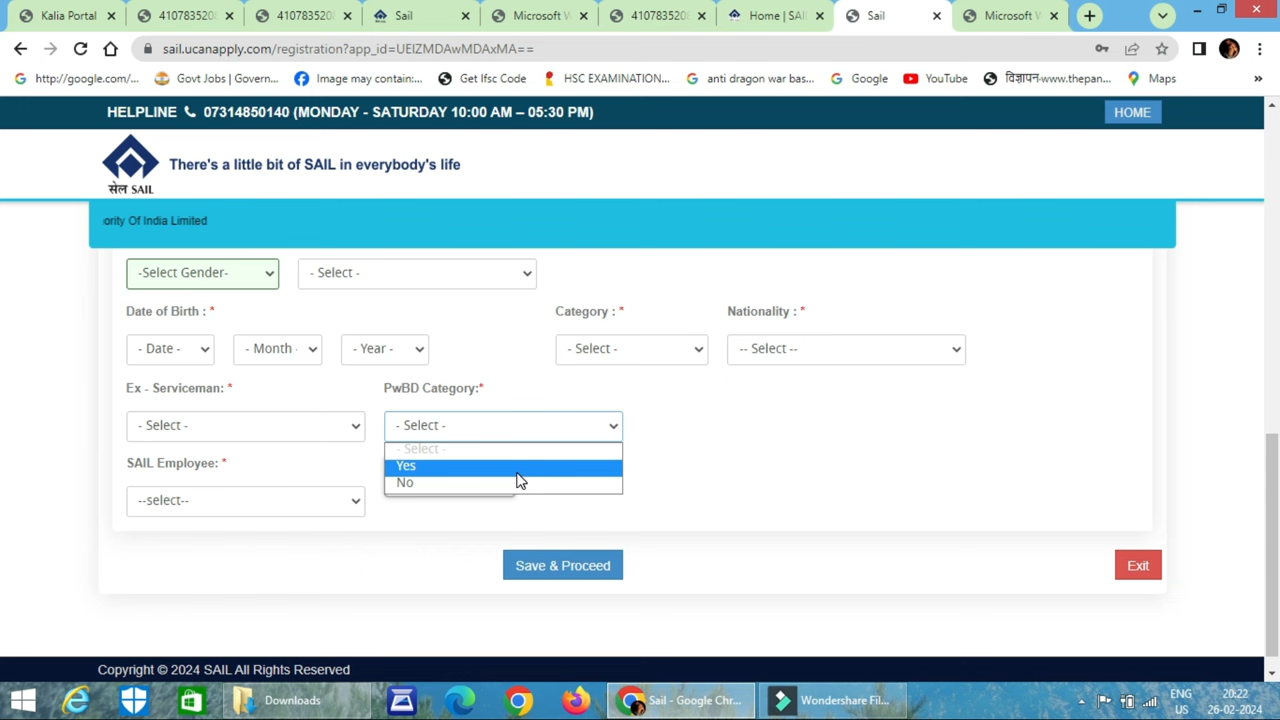 Kalia Portal
4107835208
4107835208
Sail
Microsoft W
4107835208
Home | SAI
Sail
Microsoft W
sail.ucanapply.com/registration?app_id=UElZMDAwMDAxMA==
http://google.com/...
Govt Jobs | Govern...
Image may contain:...
Get Ifsc Code
HSC EXAMINATION...
anti dragon war bas...
Google
YouTube
विज्ञापन-www.thepan...
Maps
»
HELPLINE 07314850140 (MONDAY - SATURDAY 10:00 AM – 05:30 PM)
HOME
There's a little bit of SAIL in everybody's life
सेल SAIL
ority Of India Limited
-Select Gender-
- Select -
Date of Birth : *
Category : *
Nationality : *
- Date -
- Month -
- Year -
- Select -
-- Select --
Ex - Serviceman: *
PwBD Category:*
- Select -
- Select -
- Select -
Yes
No
SAIL Employee: *
--select--
Save & Proceed
Exit
Copyright © 2024 SAIL All Rights Reserved
Downloads
Sail - Google Chr...
Wondershare Fil...
ENG
US
20:22
26-02-2024